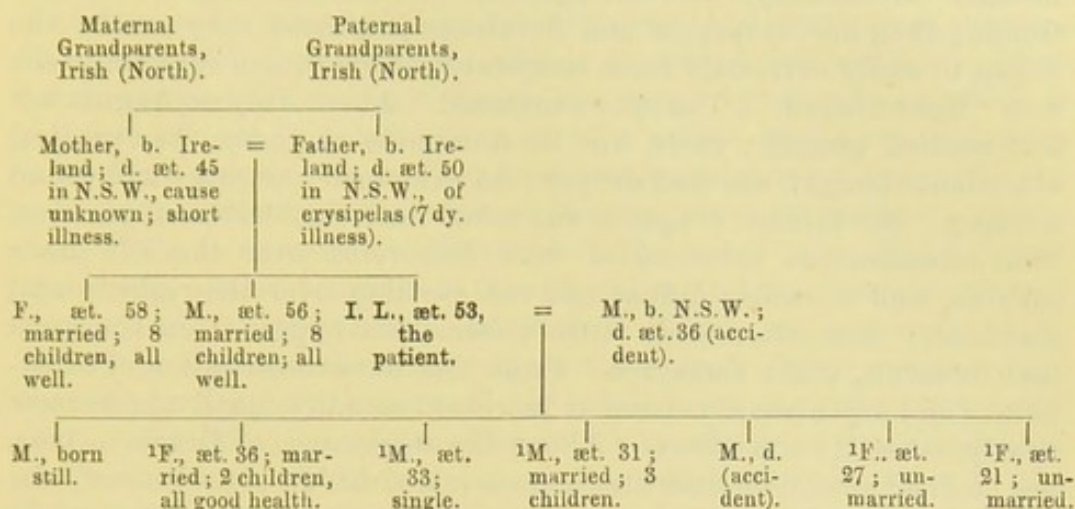 Maternal
Grandparents,
Irish (North).
Paternal
Grandparents,
Irish (North).
Mother, b. Ire-
land; d. æt. 45
in N.S.W., cause
unknown; short
illness.
=
Father, b. Ire-
land; d. æt. 50
in N.S.W., of
erysipelas (7 dy.
illness).
F., æt. 58;
married; 8
children, all
well.
M., æt. 56;
married; 8
children; all
well.
I. L., æt. 53,
the
patient.
=
M., b. N.S.W.;
d. æt. 36 (acci-
dent).
M., born
still.
¹F., æt. 36; mar-
ried; 2 children,
all good health.
¹M., æt.
33;
single.
¹M., æt. 31;
married; 3
children.
M., d.
(acci-
dent).
¹F.. æt.
27; un-
married.
¹F., æt.
21; un-
married.